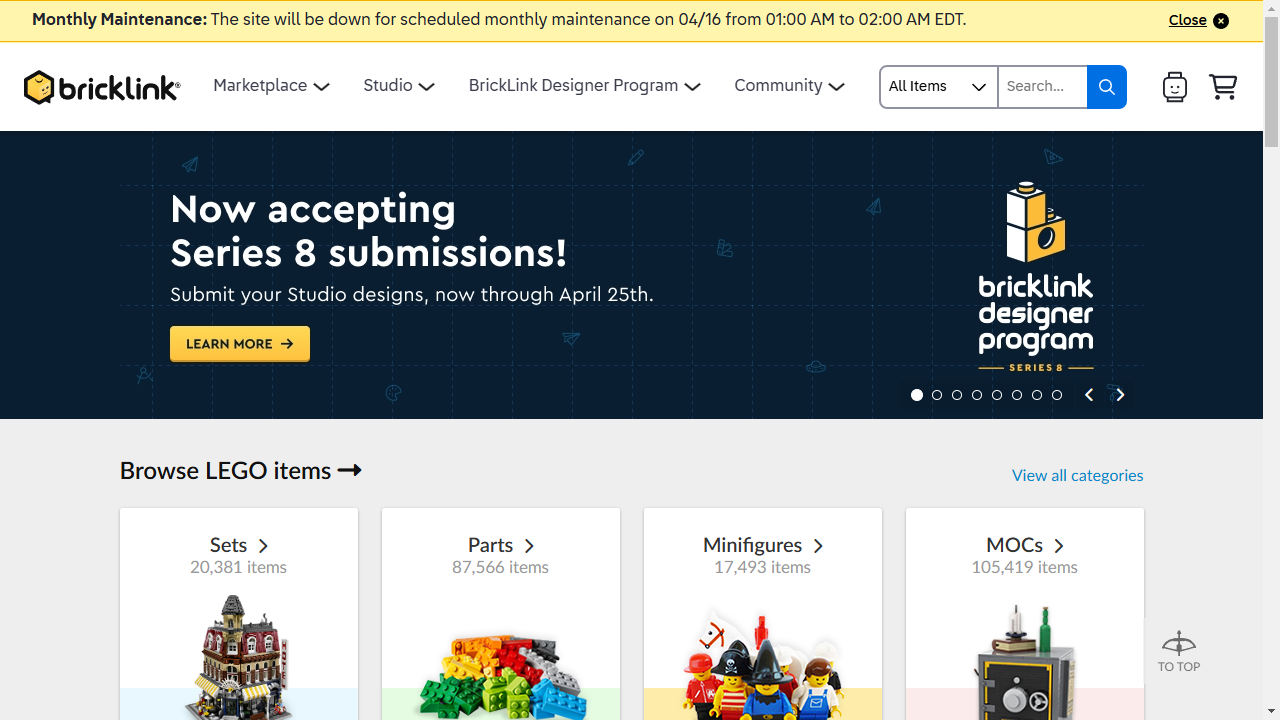 Monthly Maintenance: The site will be down for scheduled monthly maintenance on 04/16 from 01:00 AM to 02:00 AM EDT.
Close
bricklink®
Marketplace
Studio
BrickLink Designer Program
Community
All Items
Search...
Now accepting
Series 8 submissions!
Submit your Studio designs, now through April 25th.
LEARN MORE
bricklink
designer
program
SERIES 8
Browse LEGO items
View all categories
Sets
20,381 items
Parts
87,566 items
Minifigures
17,493 items
MOCs
105,419 items
TO TOP